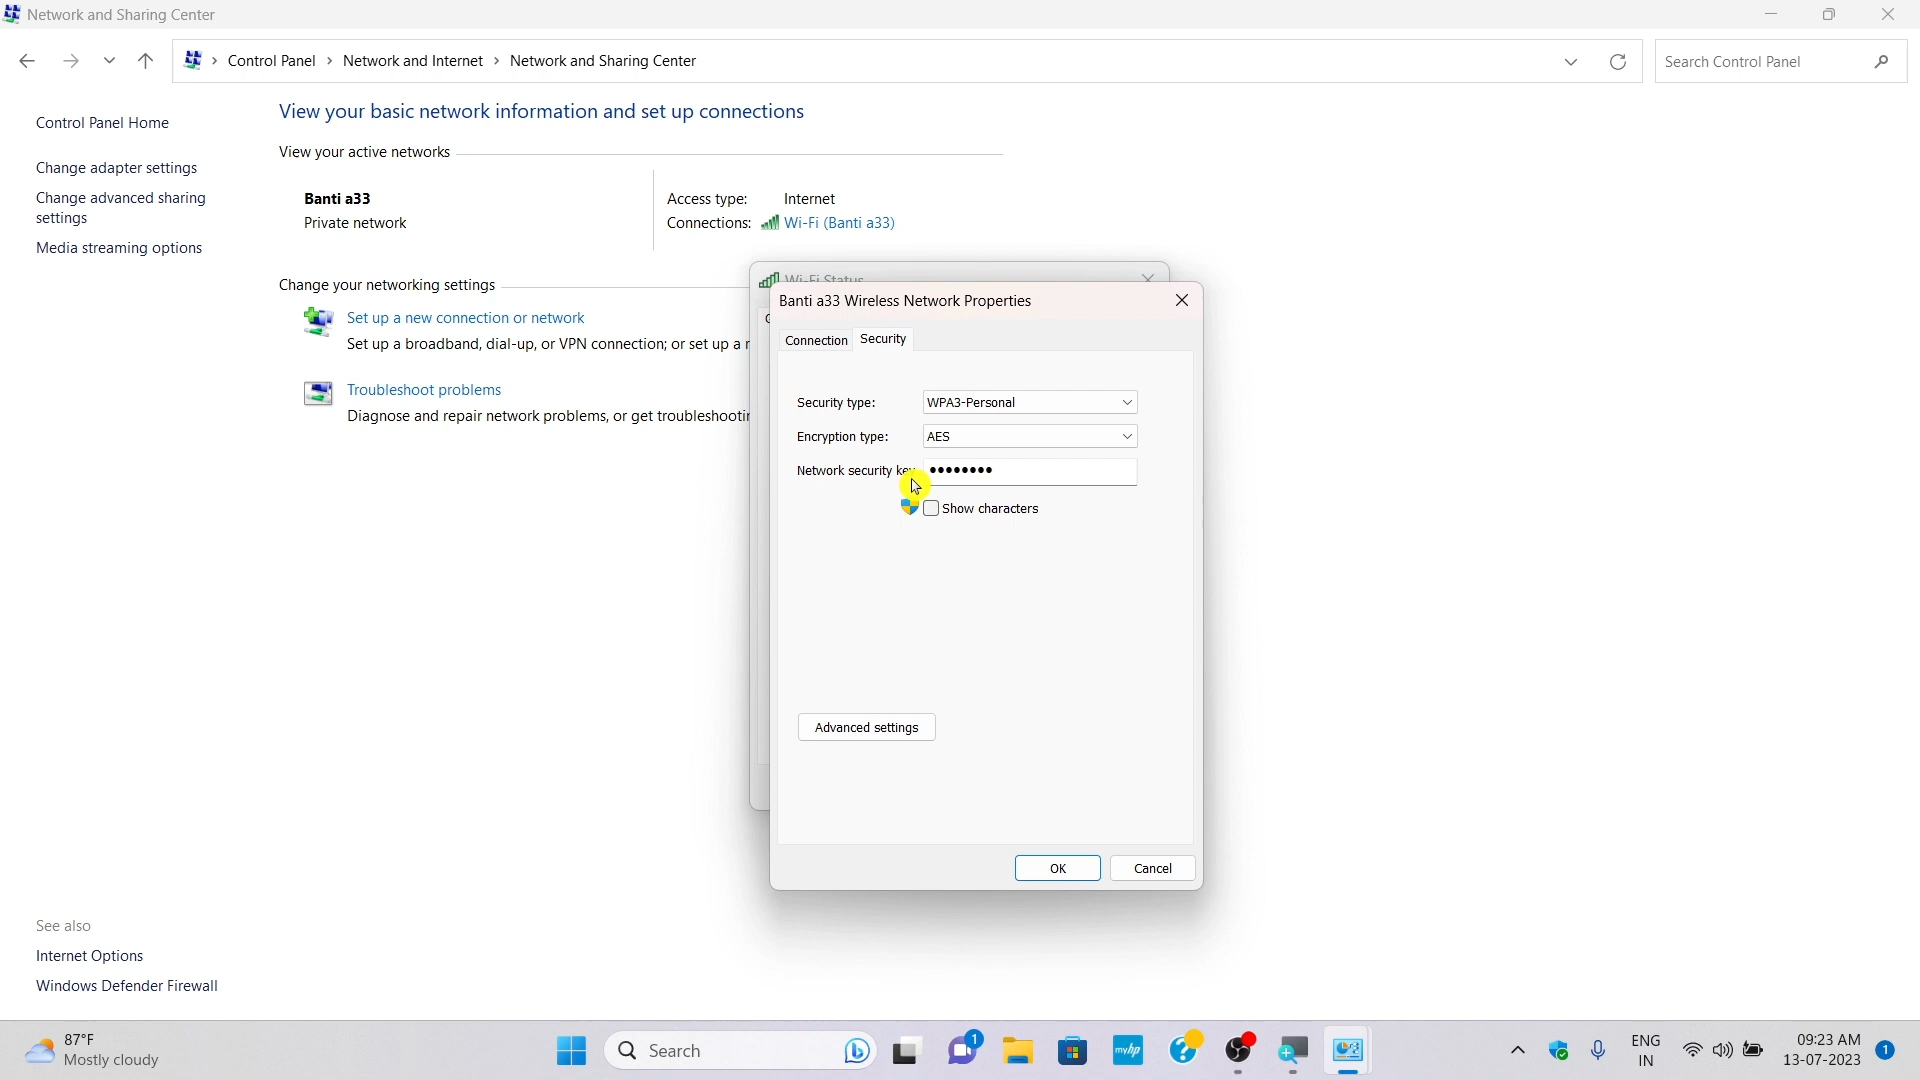 Network and Sharing Center
Control Panel > Network and Internet > Network and Sharing Center
Search Control Panel
Control Panel Home
Change adapter settings
Change advanced sharing
settings
Media streaming options
View your basic network information and set up connections
View your active networks
Banti a33
Private network
Access type: Internet
Connections: Wi-Fi (Banti a33)
Change your networking settings
Set up a new connection or network
Set up a broadband, dial-up, or VPN connection; or set up a
Troubleshoot problems
Diagnose and repair network problems, or get
Wi-Fi Status
Banti a33 Wireless Network Properties
Connection Security
Security type: WPA3-Personal
Encryption type: AES
Network security ••••••••
Show characters
Advanced settings
OK Cancel
See also
Internet Options
Windows Defender Firewall
87°F
Mostly cloudy
Search
1
myhp
ENG
IN
09:23 AM
13-07-2023
1